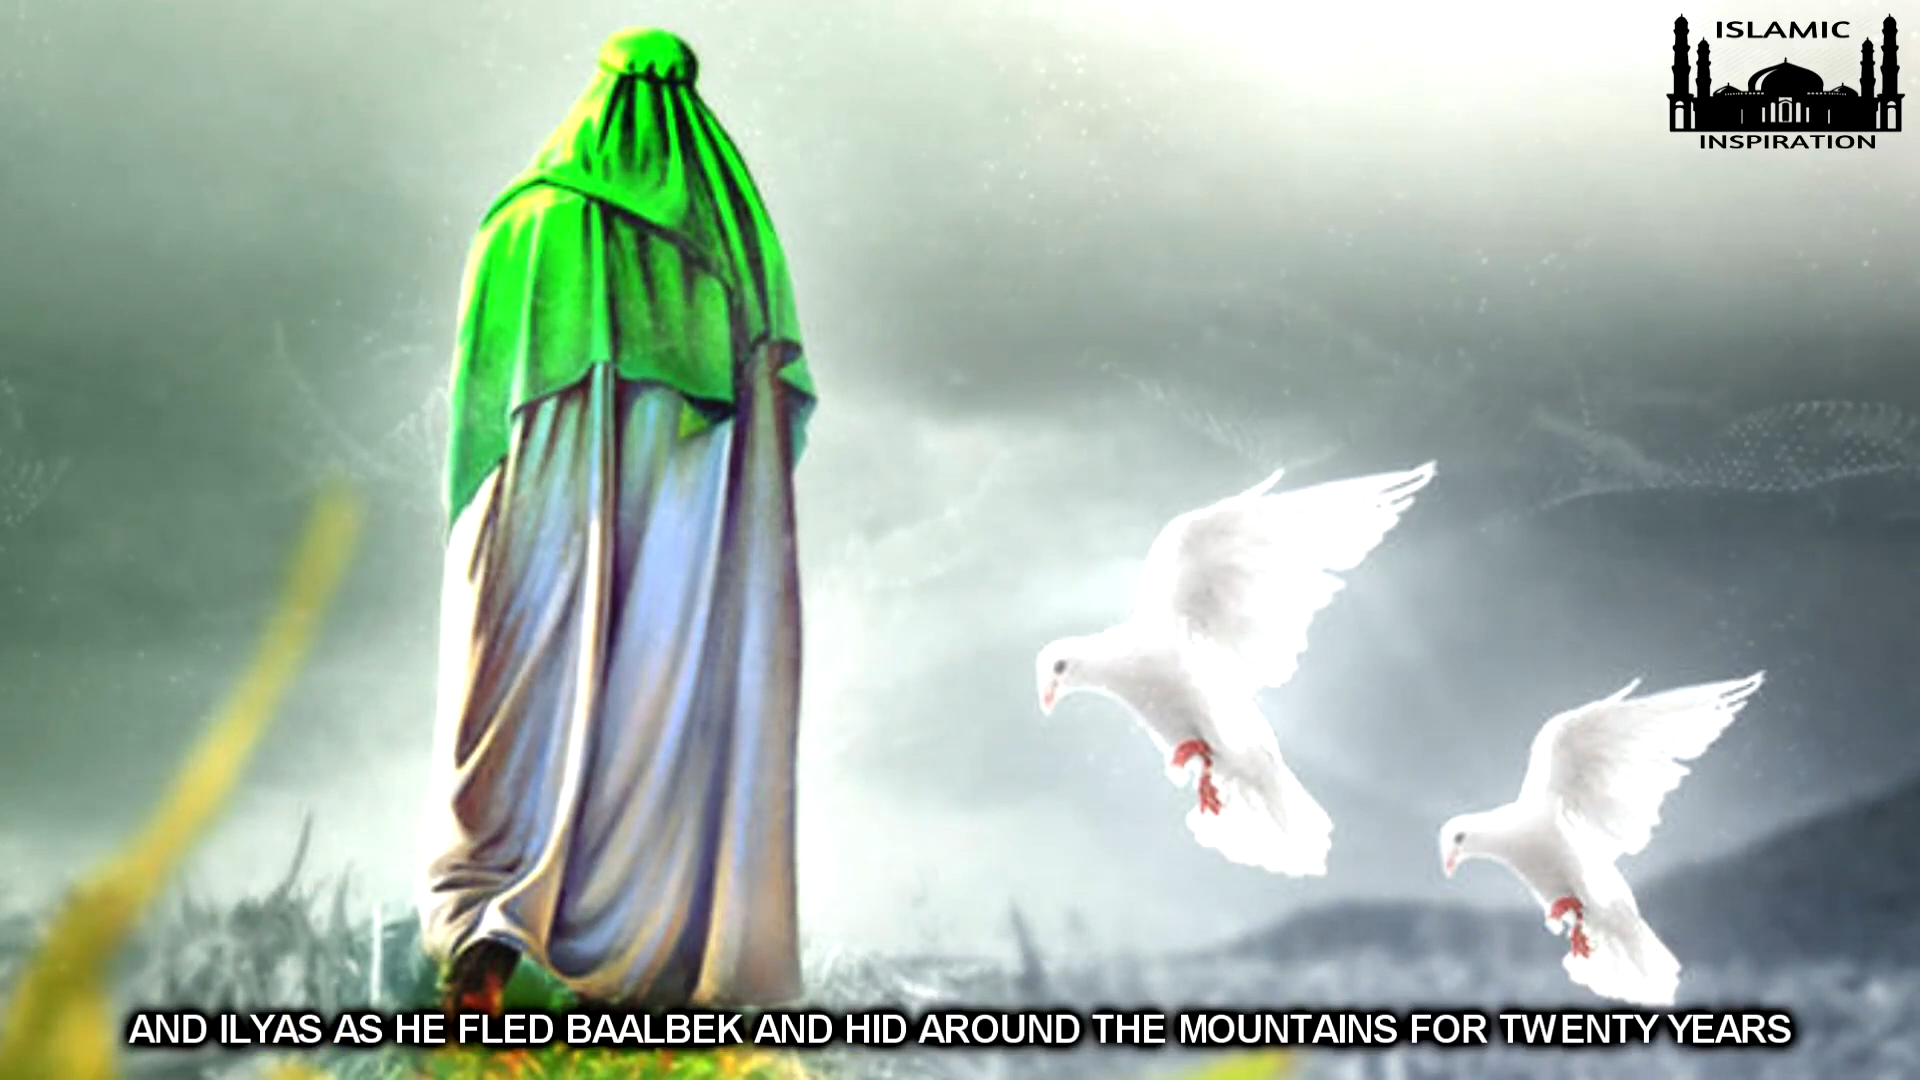 ISLAMIC
INSPIRATION
AND ILYAS AS HE FLED BAALBEK AND HID AROUND THE MOUNTAINS FOR TWENTY YEARS